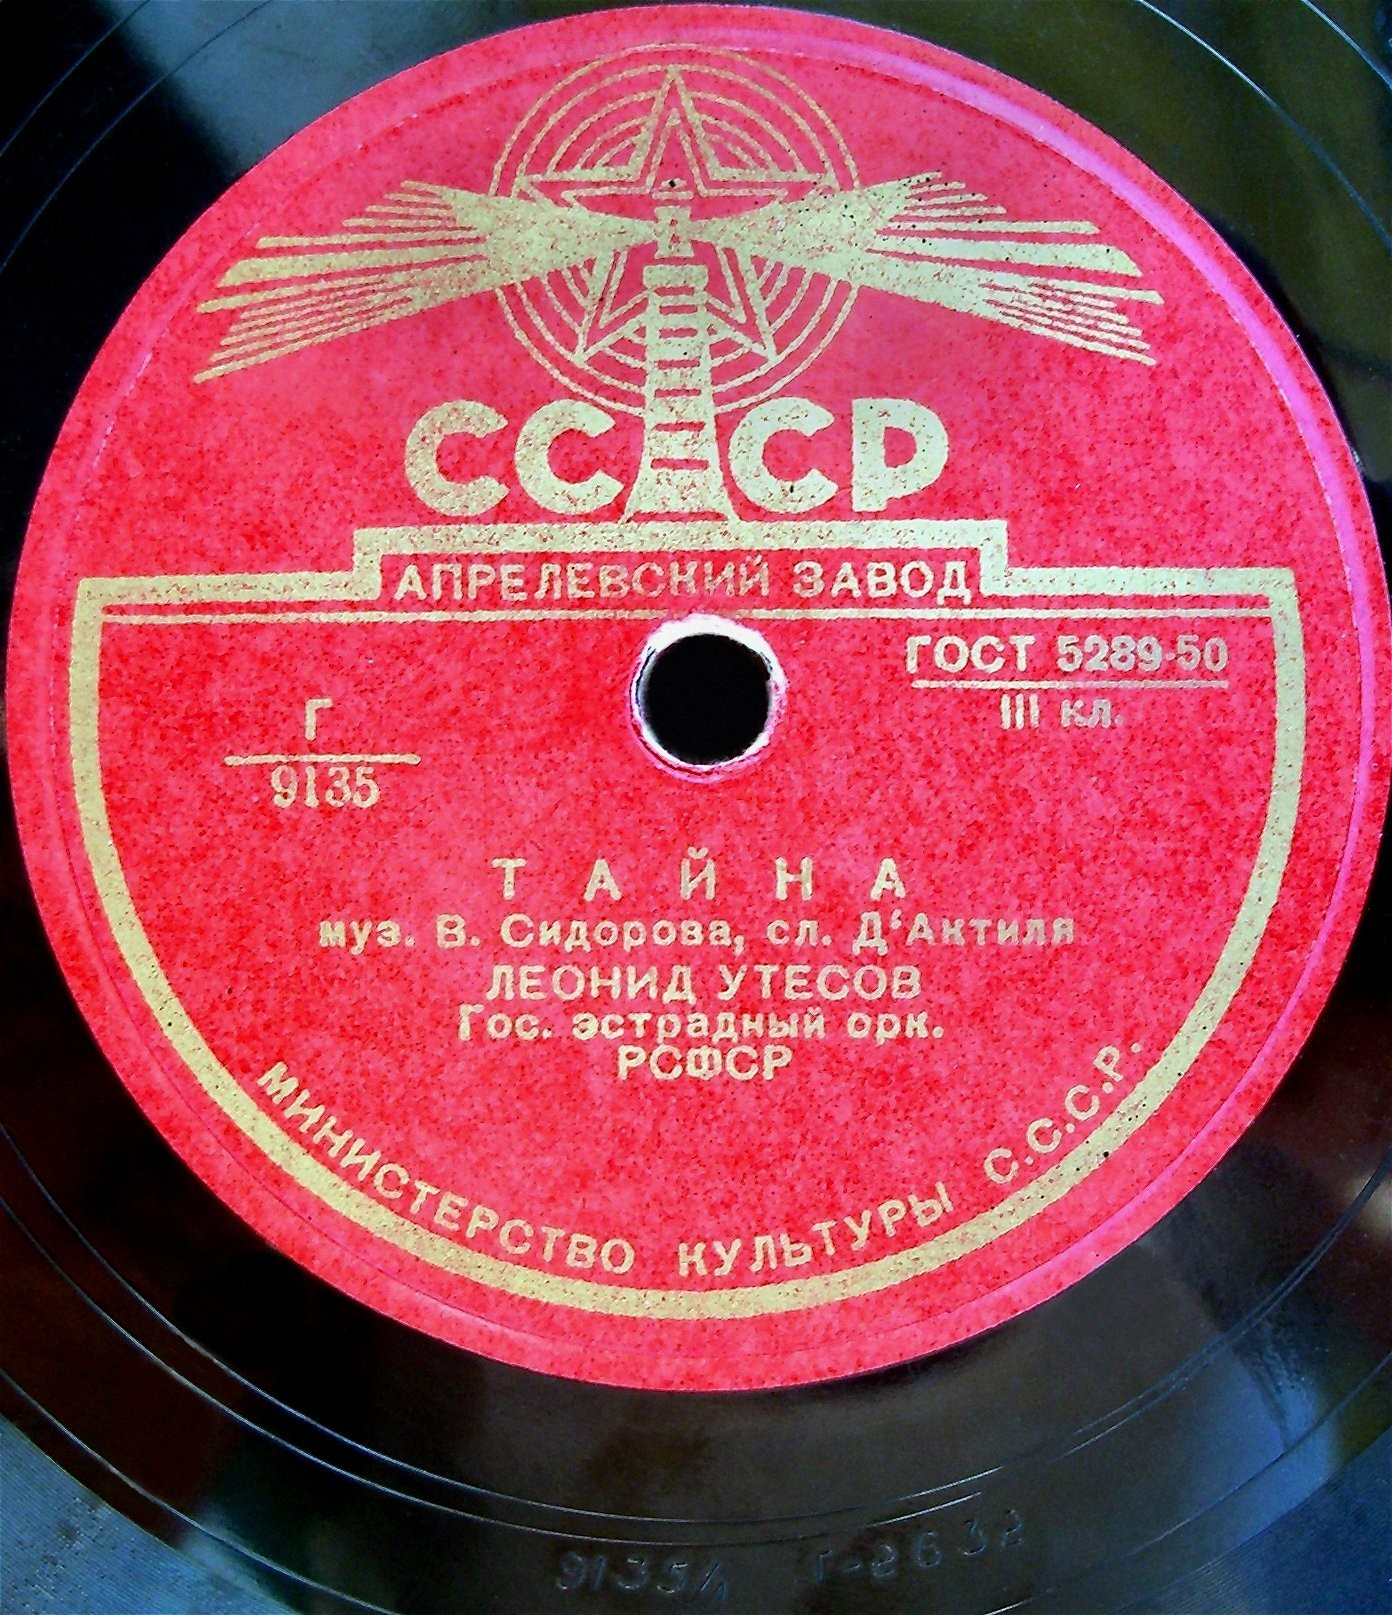 СССР
АПРЕЛЕВСКИЙ ЗАВОД
ГОСТ 5289-50
III кл.
Г
9135
ТАЙНА
муз. В. Сидорова, сл. Д'Актиля
ЛЕОНИД УТЕСОВ
Гос. эстрадный орк.
РСФСР
МИНИСТЕРСТВО КУЛЬТУРЫ С.С.С.Р.